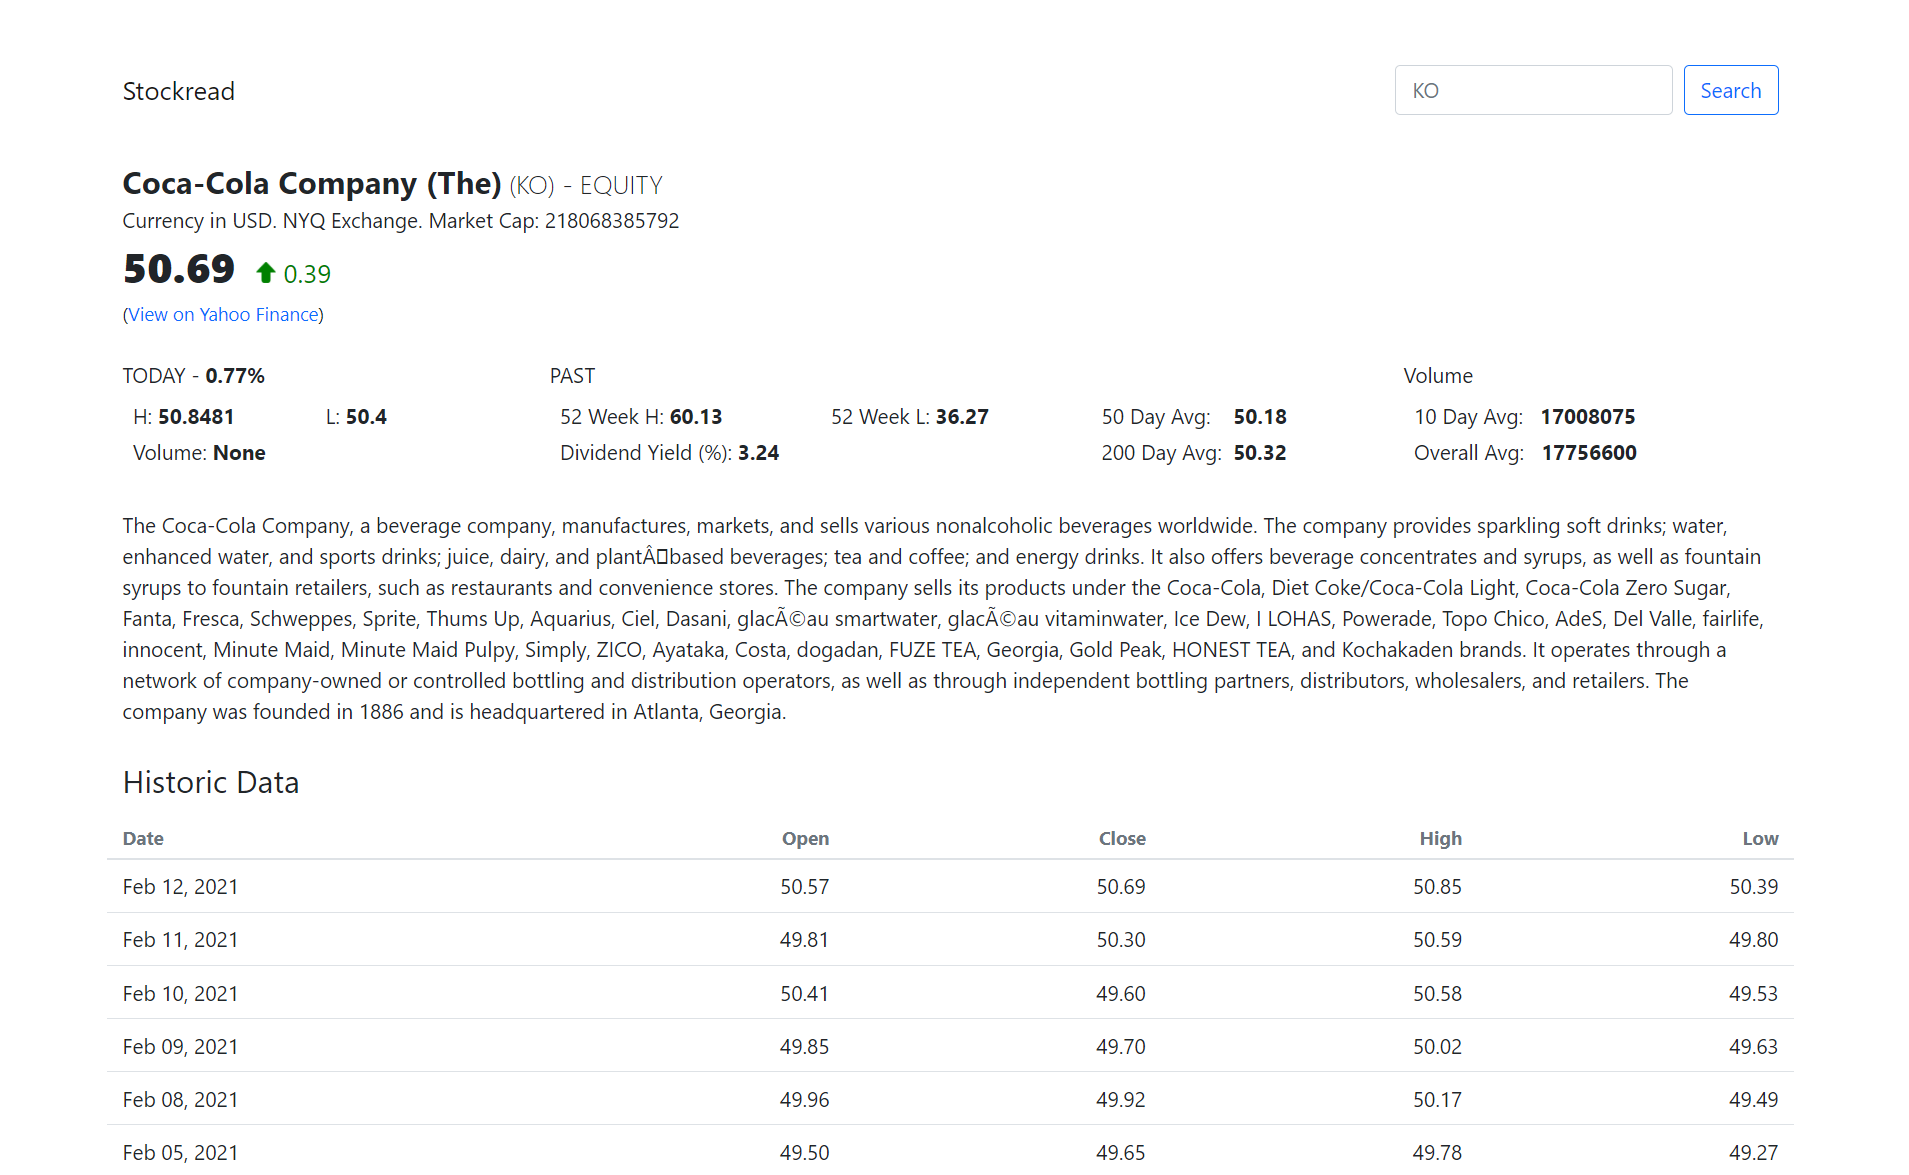 Stockread
KO
Search
Coca-Cola Company (The) (KO) - EQUITY
Currency in USD. NYQ Exchange. Market Cap: 218068385792
50.69 0.39
(View on Yahoo Finance)
TODAY - 0.77% PAST Volume
H: 50.8481 L: 50.4 52 Week H: 60.13 52 Week L: 36.27 50 Day Avg: 50.18 10 Day Avg: 17008075
Volume: None Dividend Yield (%): 3.24 200 Day Avg: 50.32 Overall Avg: 17756600
The Coca-Cola Company, a beverage company, manufactures, markets, and sells various nonalcoholic beverages worldwide. The company provides sparkling soft drinks; water,
enhanced water, and sports drinks; juice, dairy, and plantÂ▯based beverages; tea and coffee; and energy drinks. It also offers beverage concentrates and syrups, as well as fountain
syrups to fountain retailers, such as restaurants and convenience stores. The company sells its products under the Coca-Cola, Diet Coke/Coca-Cola Light, Coca-Cola Zero Sugar,
Fanta, Fresca, Schweppes, Sprite, Thums Up, Aquarius, Ciel, Dasani, glacÃ©au smartwater, glacÃ©au vitaminwater, Ice Dew, I LOHAS, Powerade, Topo Chico, AdeS, Del Valle, fairlife,
innocent, Minute Maid, Minute Maid Pulpy, Simply, ZICO, Ayataka, Costa, dogadan, FUZE TEA, Georgia, Gold Peak, HONEST TEA, and Kochakaden brands. It operates through a
network of company-owned or controlled bottling and distribution operators, as well as through independent bottling partners, distributors, wholesalers, and retailers. The
company was founded in 1886 and is headquartered in Atlanta, Georgia.
Historic Data
Date Open Close High Low
Feb 12, 2021 50.57 50.69 50.85 50.39
Feb 11, 2021 49.81 50.30 50.59 49.80
Feb 10, 2021 50.41 49.60 50.58 49.53
Feb 09, 2021 49.85 49.70 50.02 49.63
Feb 08, 2021 49.96 49.92 50.17 49.49
Feb 05, 2021 49.50 49.65 49.78 49.27